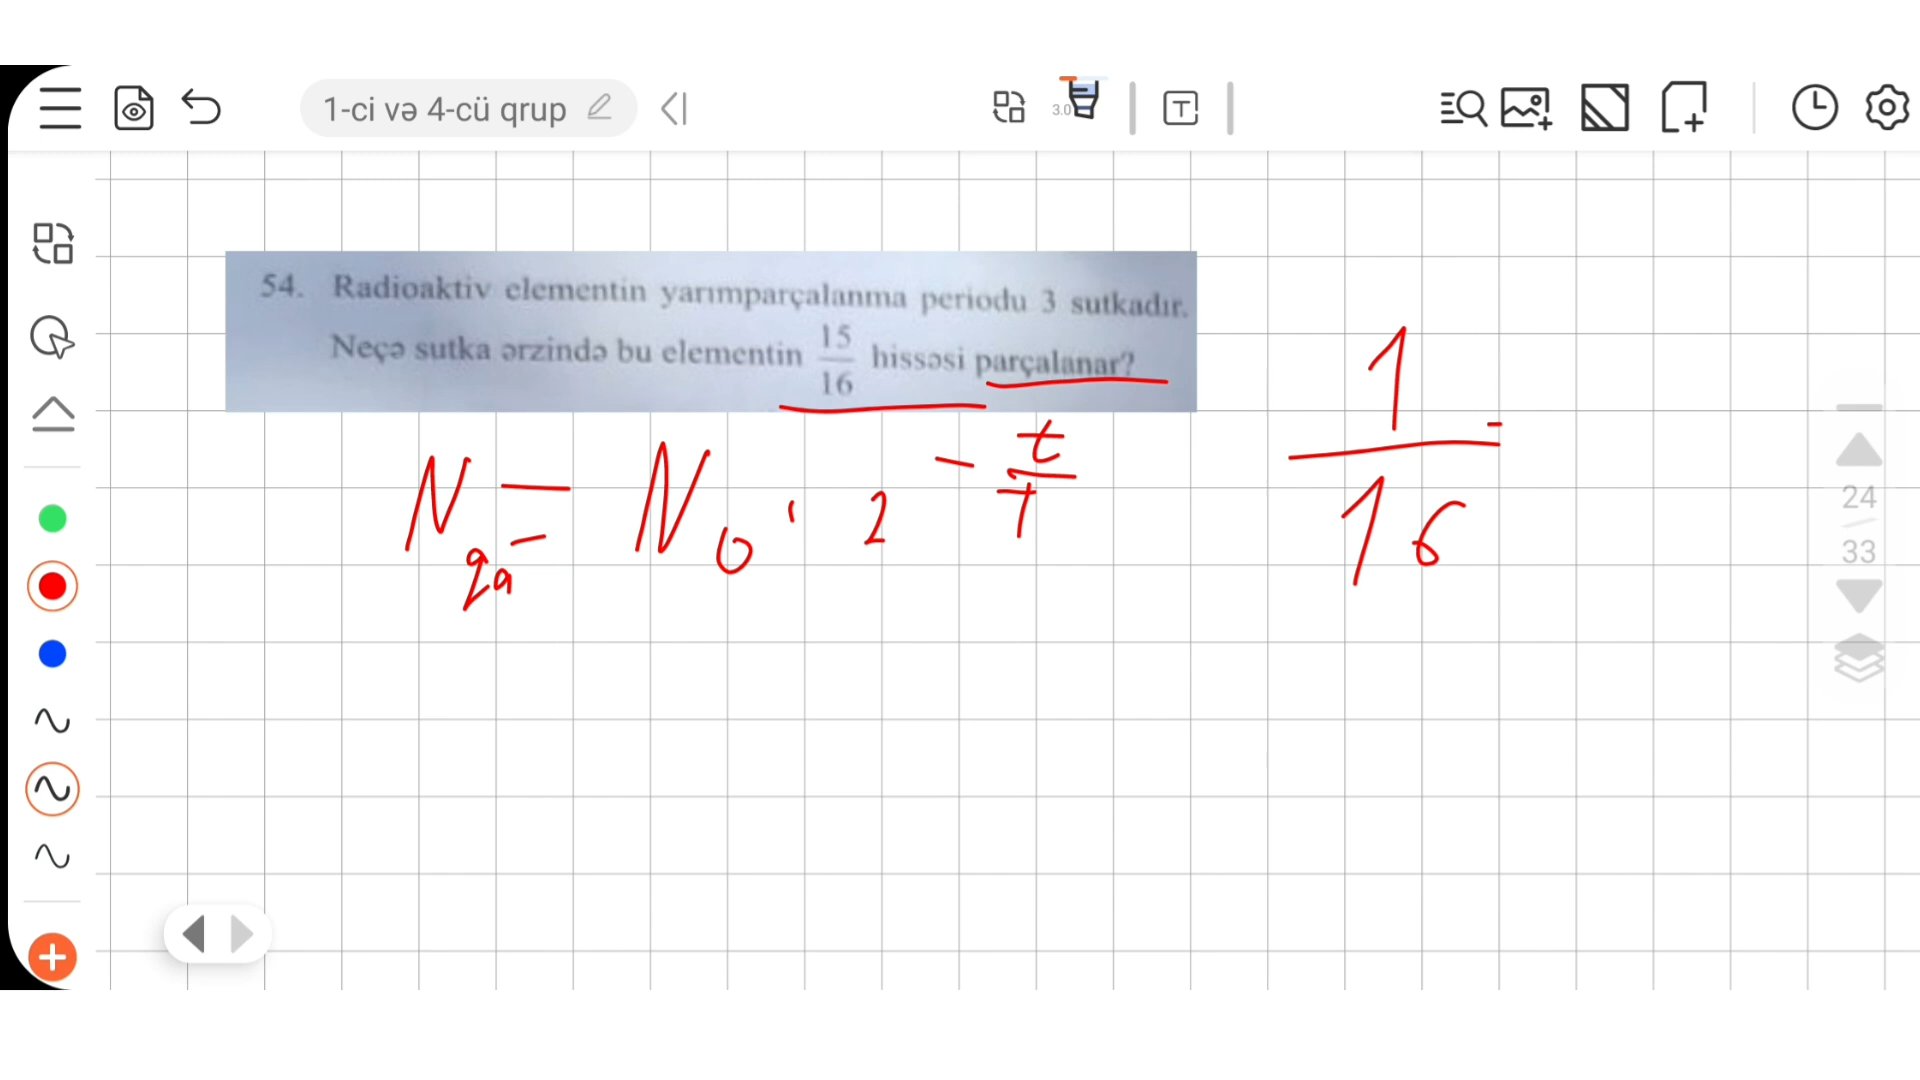 1-ci və 4-cü qrup
3.0
T
54. Radioaktiv elementin yarımparçalanma periodu 3 sutkadır.
Neçə sutka ərzində bu elementin 15/16 hissəsi parçalanar?
N qa = N0 · 2 - t/T
1/16 -
24
33